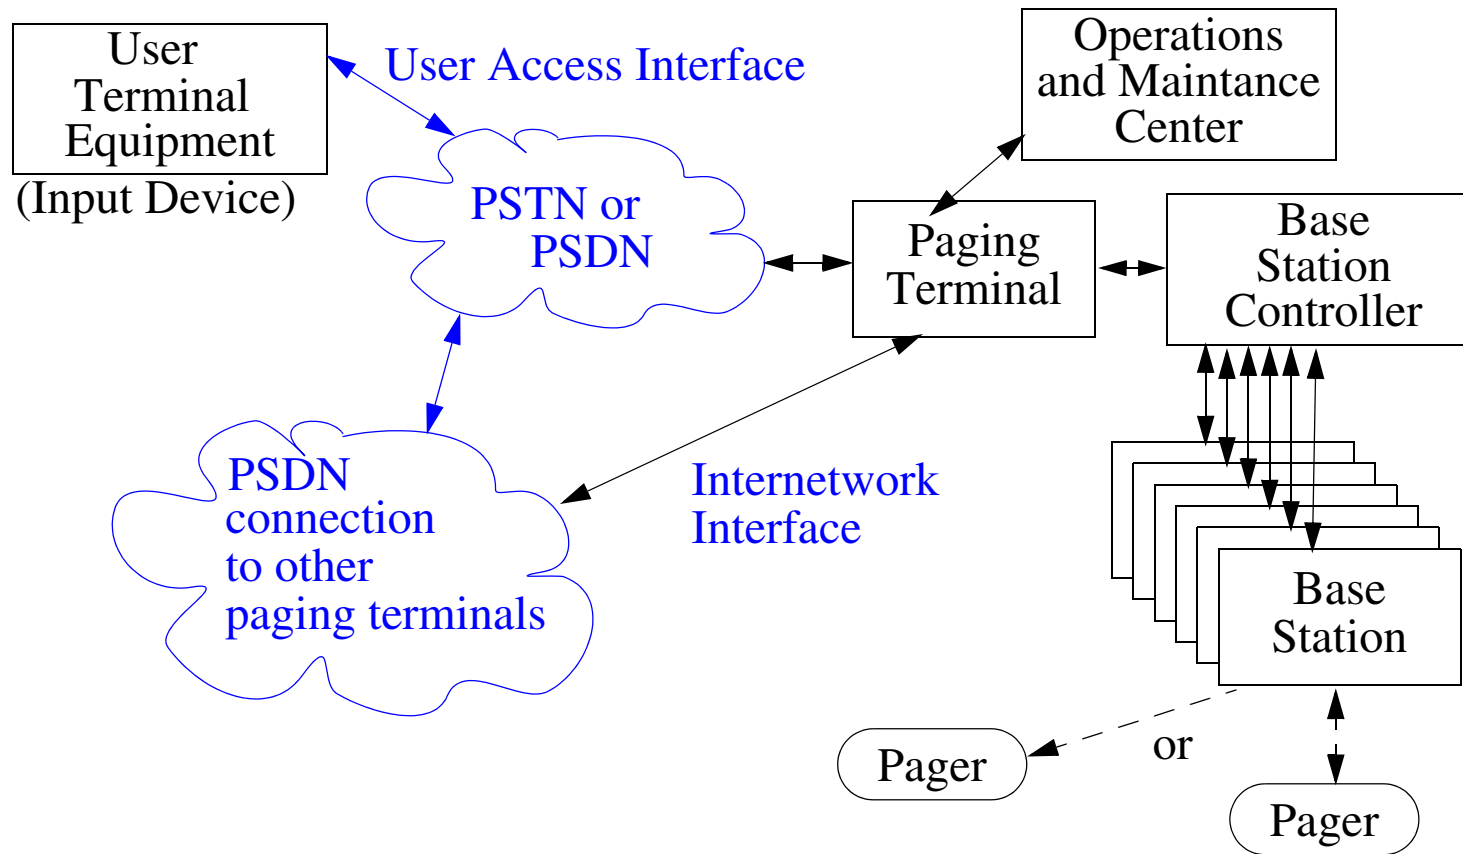 User
Terminal
Equipment
(Input Device)
User Access Interface
Operations
and Maintance
Center
PSTN or
PSDN
Paging
Terminal
Base
Station
Controller
PSDN
connection
to other
paging terminals
Internetwork
Interface
Base
Station
Pager
or
Pager